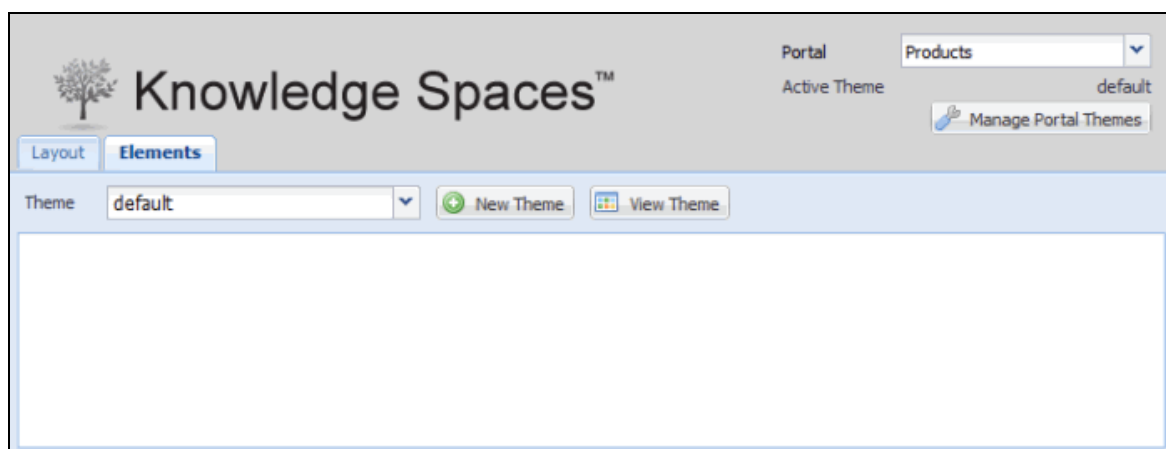 Portal Products
Knowledge Spaces™
Active Theme default
Manage Portal Themes
Layout Elements
Theme default New Theme View Theme